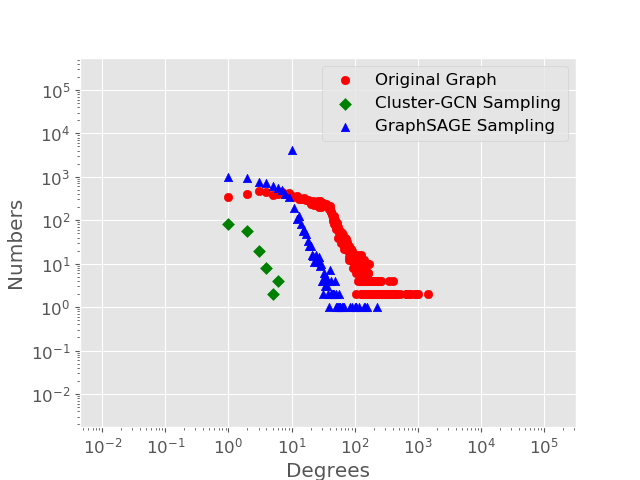 Original Graph
Cluster-GCN Sampling
GraphSAGE Sampling
10^5
10^4
10^3
10^2
10^1
10^0
10^-1
10^-2
Numbers
10^-2 10^-1 10^0 10^1 10^2 10^3 10^4 10^5
Degrees